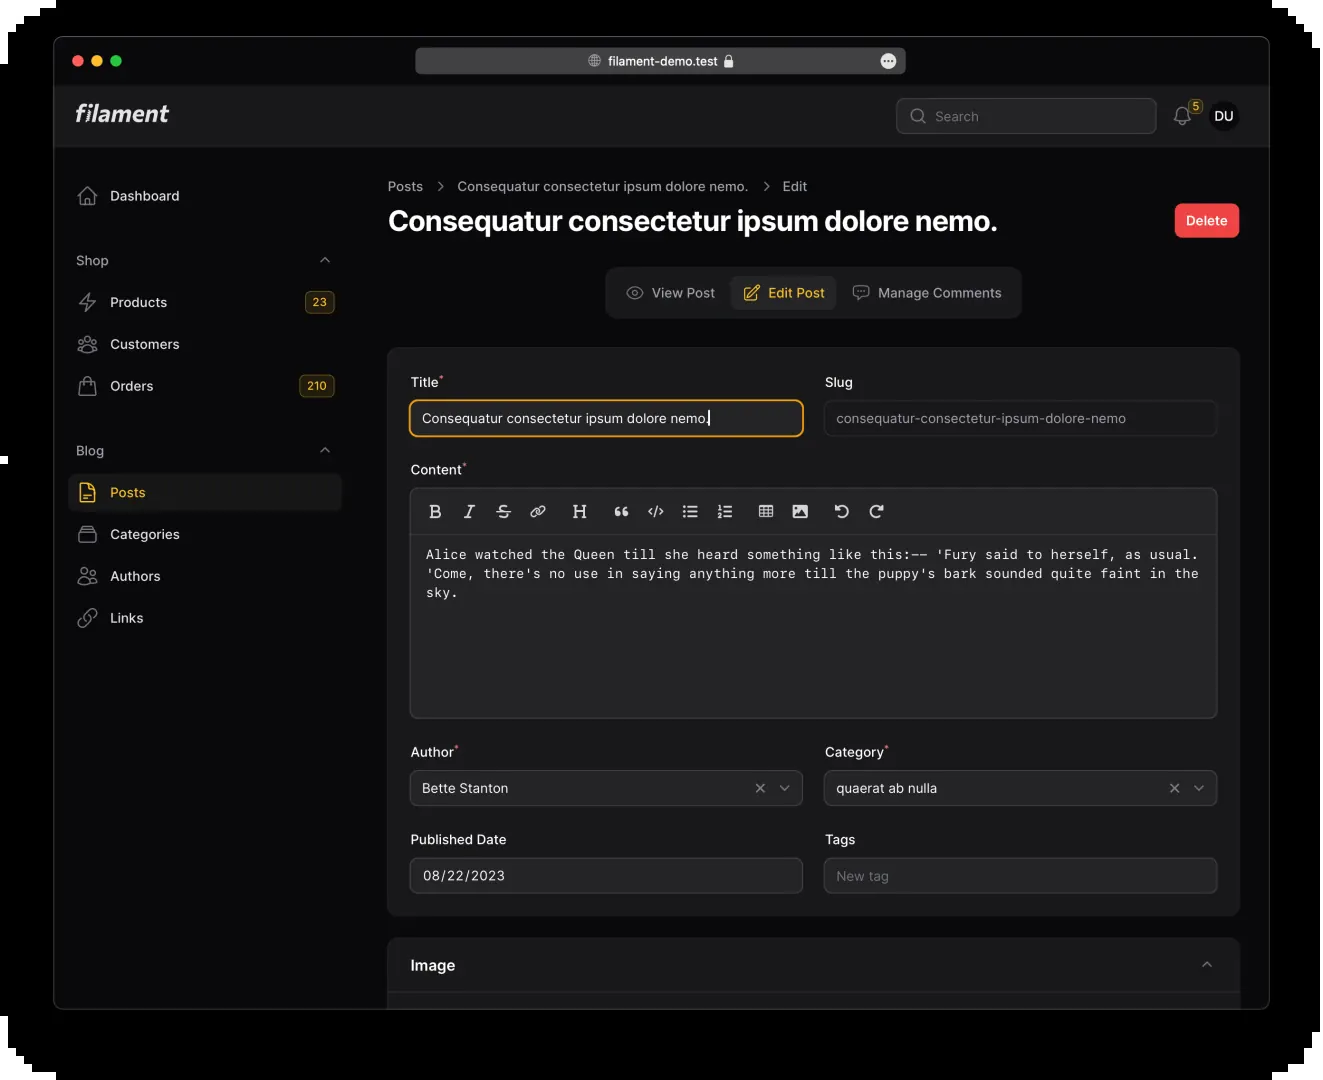 filament-demo.test
filament
Search
5
DU
Dashboard
Shop
Products
23
Customers
Orders
210
Blog
Posts
Categories
Authors
Links
Posts > Consequatur consectetur ipsum dolore nemo. > Edit
Consequatur consectetur ipsum dolore nemo.
Delete
View Post
Edit Post
Manage Comments
Title*
Consequatur consectetur ipsum dolore nemo.
Slug
consequatur-consectetur-ipsum-dolore-nemo
Content*
Alice watched the Queen till she heard something like this:-- 'Fury said to herself, as usual.
'Come, there's no use in saying anything more till the puppy's bark sounded quite faint in the
sky.
Author*
Bette Stanton
Category*
quaerat ab nulla
Published Date
08/22/2023
Tags
New tag
Image